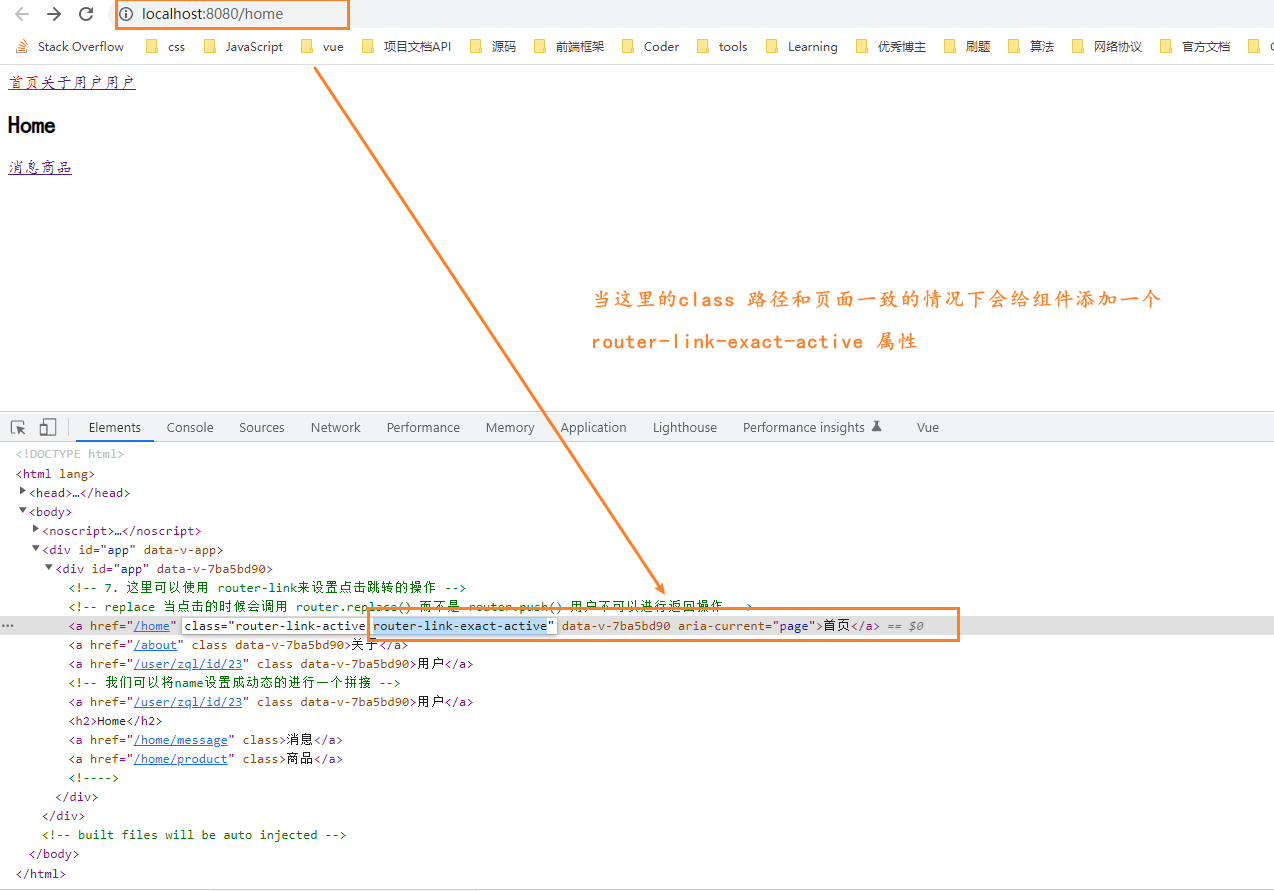 localhost:8080/home
Stack Overflow css JavaScript vue 项目文档API 源码 前端框架 Coder tools Learning 优秀博主 刷题 算法 网络协议 官方文档
首页关于用户用户
Home
消息商品
当这里的class 路径和页面一致的情况下会给组件添加一个
router-link-exact-active 属性
Elements Console Sources Network Performance Memory Application Lighthouse Performance insights Vue
<!DOCTYPE html>
<html lang>
<head>…</head>
<body>
<noscript>…</noscript>
<div id="app" data-v-app>
<div id="app" data-v-7ba5bd90>
<!-- 7. 这里可以使用 router-link来设置点击跳转的操作 -->
<!-- replace 当点击的时候会调用 router.replace() 而不是 router.push() 用户不可以进行返回操作 -->
<a href="/home" class="router-link-active router-link-exact-active" data-v-7ba5bd90 aria-current="page">首页</a> == $0
<a href="/about" class data-v-7ba5bd90>关于</a>
<a href="/user/zql/id/23" class data-v-7ba5bd90>用户</a>
<!-- 我们可以将name设置成动态的进行一个拼接 -->
<a href="/user/zql/id/23" class data-v-7ba5bd90>用户</a>
<h2>Home</h2>
<a href="/home/message" class>消息</a>
<a href="/home/product" class>商品</a>
<!---->
</div>
</div>
<!-- built files will be auto injected -->
</body>
</html>